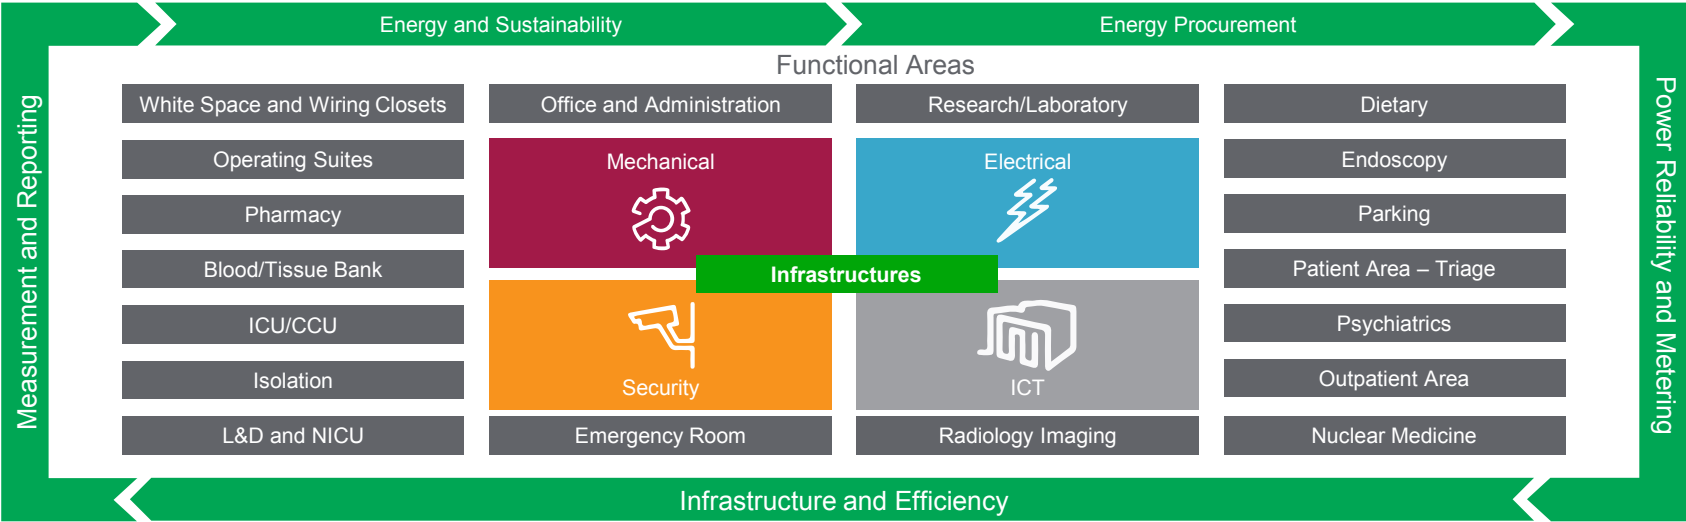 Energy and Sustainability
Energy Procurement
Functional Areas
Measurement and Reporting
Power Reliability and Metering
White Space and Wiring Closets
Office and Administration
Research/Laboratory
Dietary
Operating Suites
Mechanical
Electrical
Endoscopy
Pharmacy
Parking
Blood/Tissue Bank
Infrastructures
Patient Area – Triage
ICU/CCU
Psychiatrics
Isolation
Security
ICT
Outpatient Area
L&D and NICU
Emergency Room
Radiology Imaging
Nuclear Medicine
Infrastructure and Efficiency